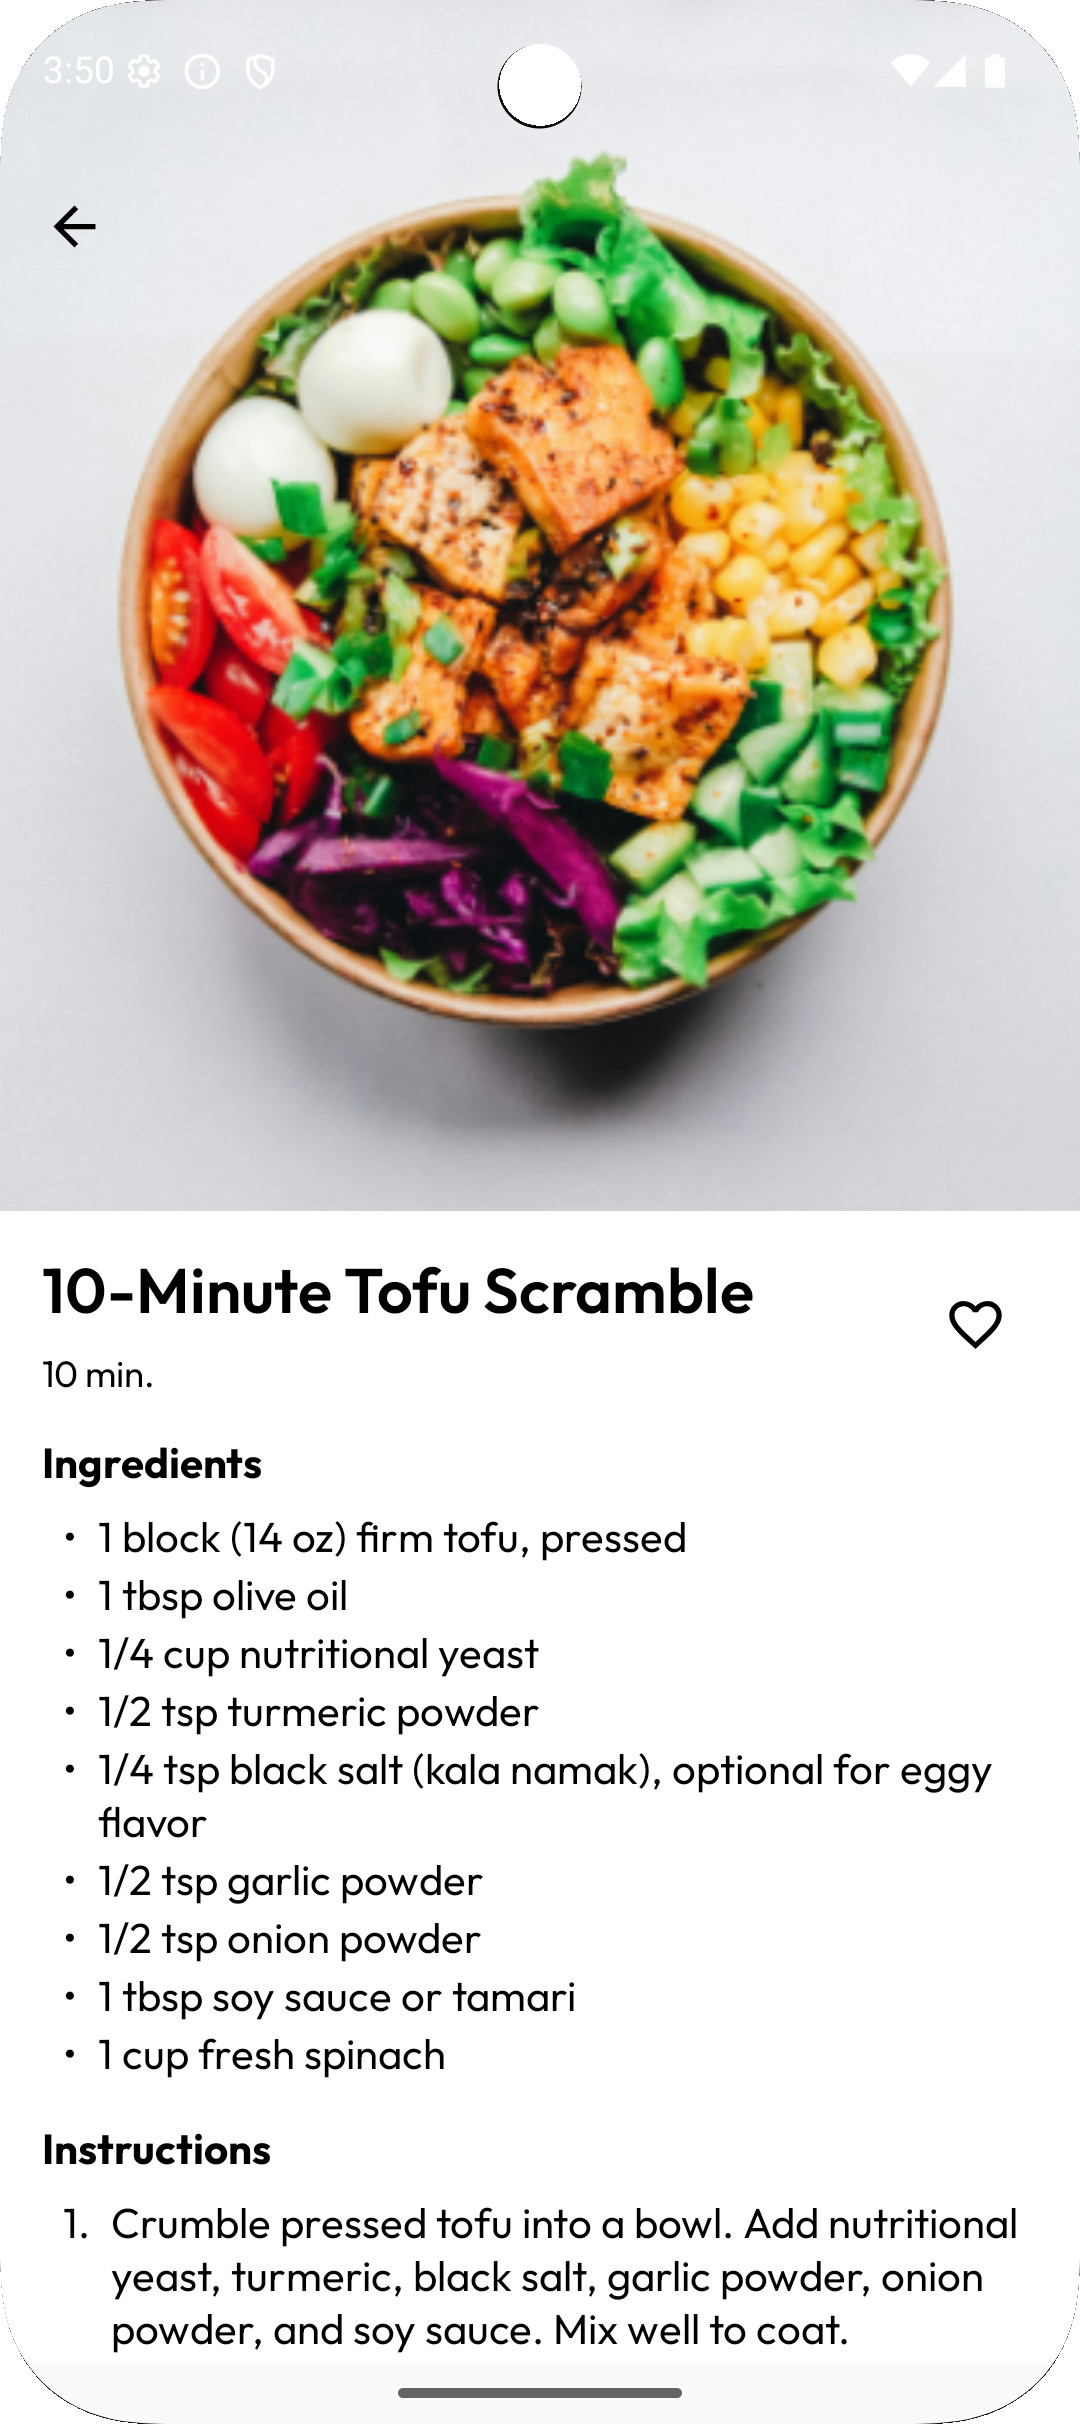 3:50
10-Minute Tofu Scramble
10 min.
Ingredients
• 1 block (14 oz) firm tofu, pressed
• 1 tbsp olive oil
• 1/4 cup nutritional yeast
• 1/2 tsp turmeric powder
• 1/4 tsp black salt (kala namak), optional for eggy
flavor
• 1/2 tsp garlic powder
• 1/2 tsp onion powder
• 1 tbsp soy sauce or tamari
• 1 cup fresh spinach
Instructions
1. Crumble pressed tofu into a bowl. Add nutritional
yeast, turmeric, black salt, garlic powder, onion
powder, and soy sauce. Mix well to coat.